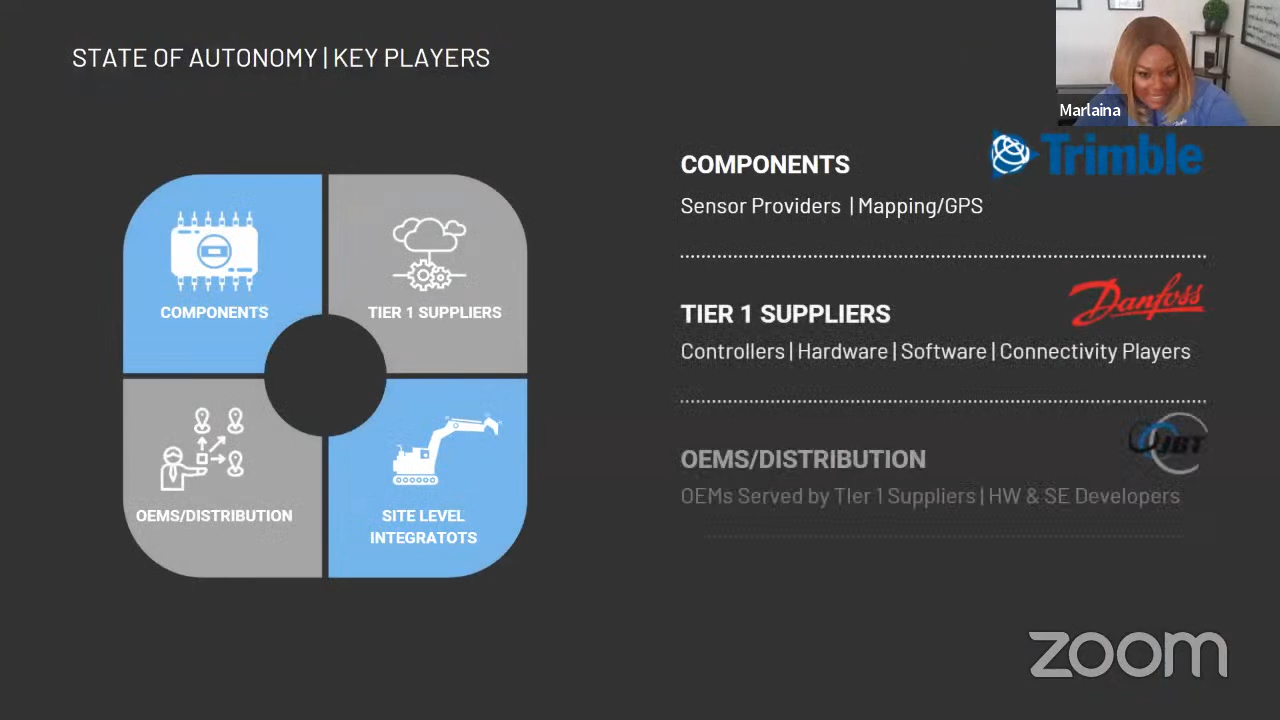 STATE OF AUTONOMY | KEY PLAYERS
Marlaina
COMPONENTS
TIER 1 SUPPLIERS
OEMS/DISTRIBUTION
SITE LEVEL
INTEGRATOTS
COMPONENTS
Trimble
Sensor Providers | Mapping/GPS
TIER 1 SUPPLIERS
Danfoss
Controllers | Hardware | Software | Connectivity Players
OEMS/DISTRIBUTION
JBT
OEMs Served by TIer 1 Suppliers | HW & SE Developers
zoom